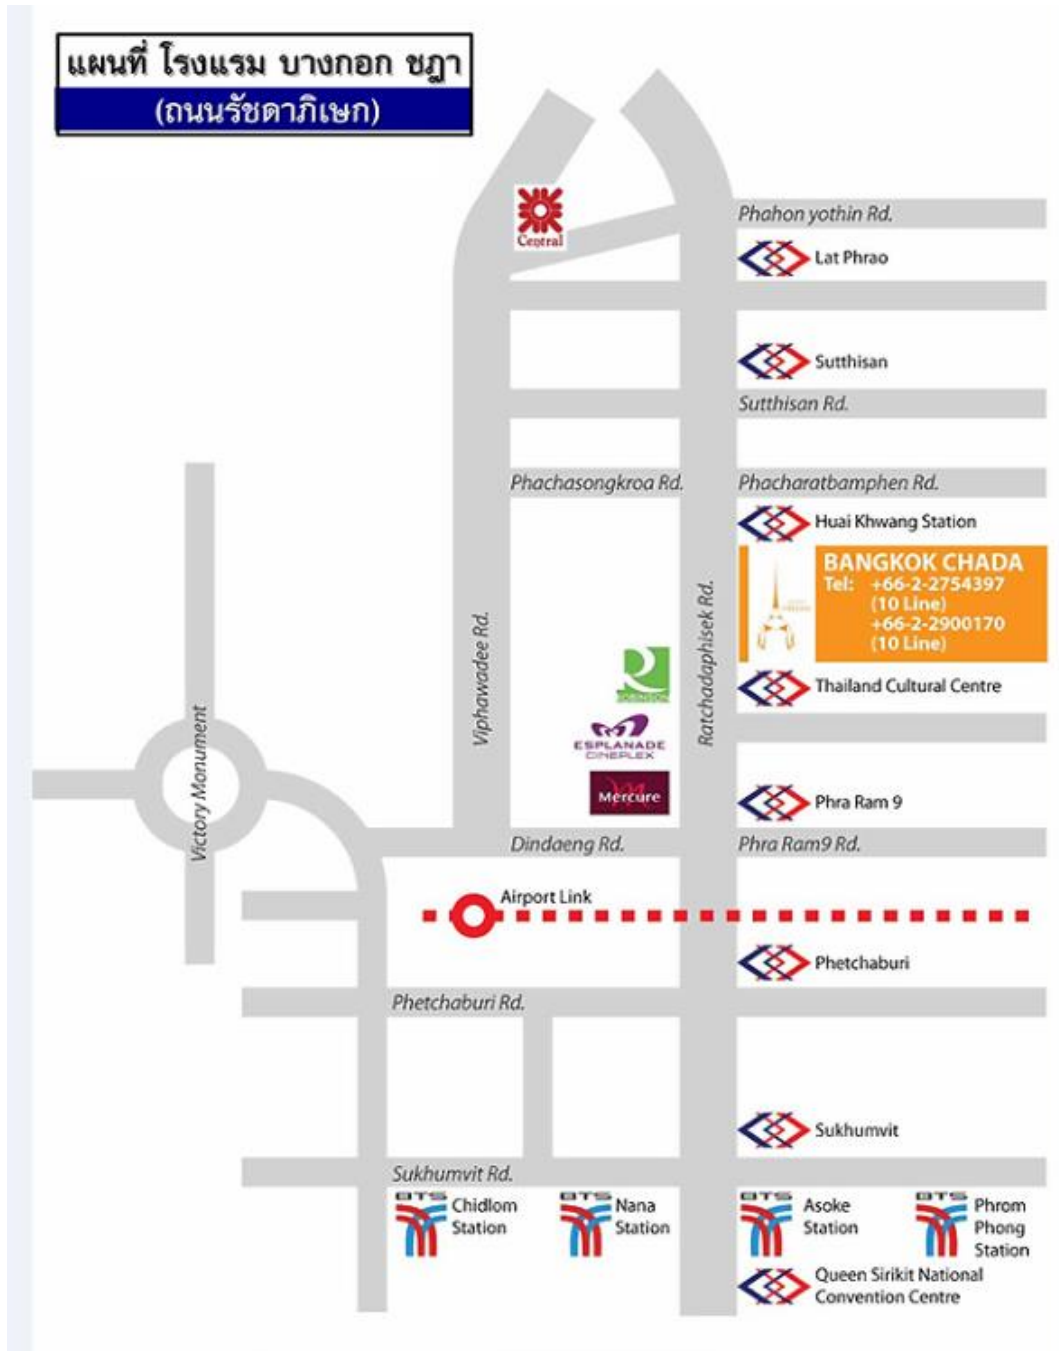 แผนที่ โรงแรม บางกอก ชฎา
(ถนนรัชดาภิเษก)
Central
Phahon yothin Rd.
Lat Phrao
Sutthisan
Sutthisan Rd.
Phachasongkroa Rd.
Phacharatbamphen Rd.
Huai Khwang Station
BANGKOK CHADA
Tel: +66-2-2754397
(10 Line)
+66-2-2900170
(10 Line)
Viphawadee Rd.
Ratchadaphisek Rd.
ROBINSON
Thailand Cultural Centre
ESPLANADE
CINEPLEX
Mercure
Phra Ram 9
Victory Monument
Dindaeng Rd.
Phra Ram9 Rd.
Airport Link
Phetchaburi
Phetchaburi Rd.
Sukhumvit
Sukhumvit Rd.
BTS
Chidlom
Station
BTS
Nana
Station
BTS
Asoke
Station
BTS
Phrom
Phong
Station
Queen Sirikit National
Convention Centre